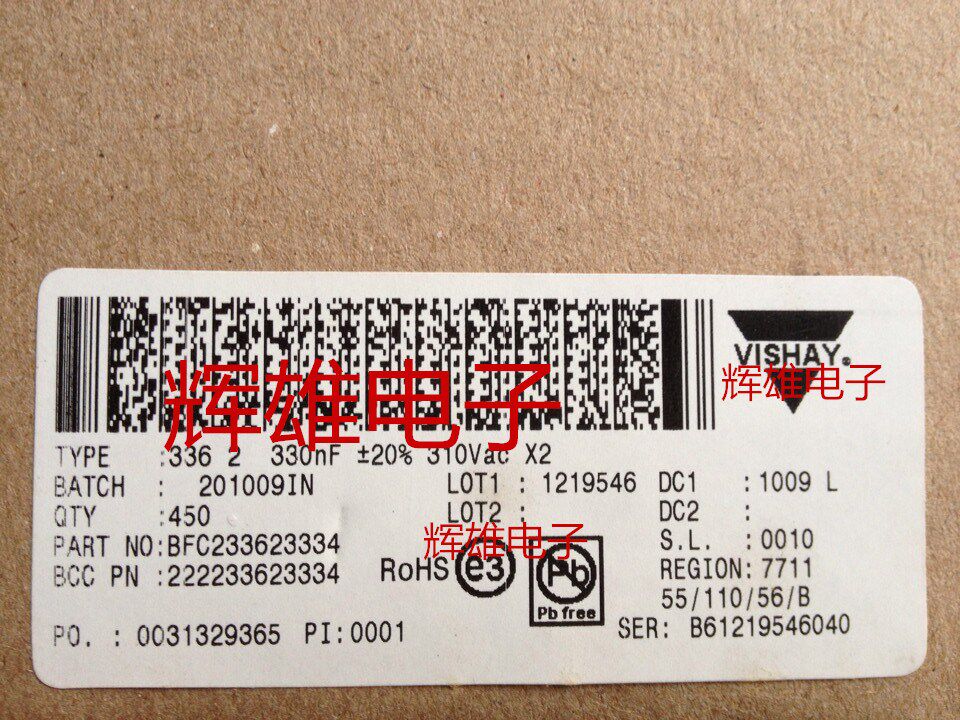 VISHAY®
辉雄电子
辉雄电子
TYPE :336 2 330nF ±20% 310Vac X2
BATCH : 201009IN LOT1 : 1219546 DC1 :1009 L
QTY :450 LOT2 : DC2 :
辉雄电子
PART NO:BFC233623334 S.L. :0010
BCC PN :222233623334 RoHS e3 Pb REGION:7711
Pb free 55/110/56/B
PO. : 0031329365 PI:0001 SER: B61219546040